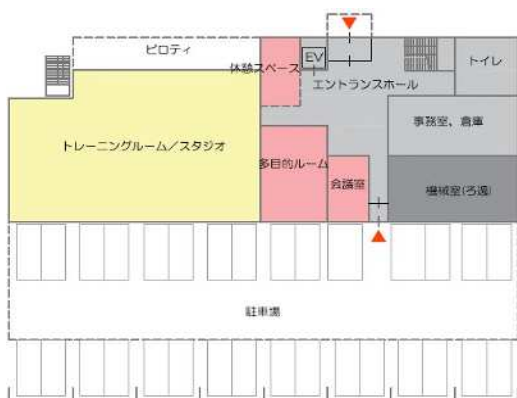 ピロティ
休憩スペース
EV
トイレ
エントランスホール
事務室、倉庫
トレーニングルーム／スタジオ
多目的ルーム
会議室
機械室(ろ過)
駐車場